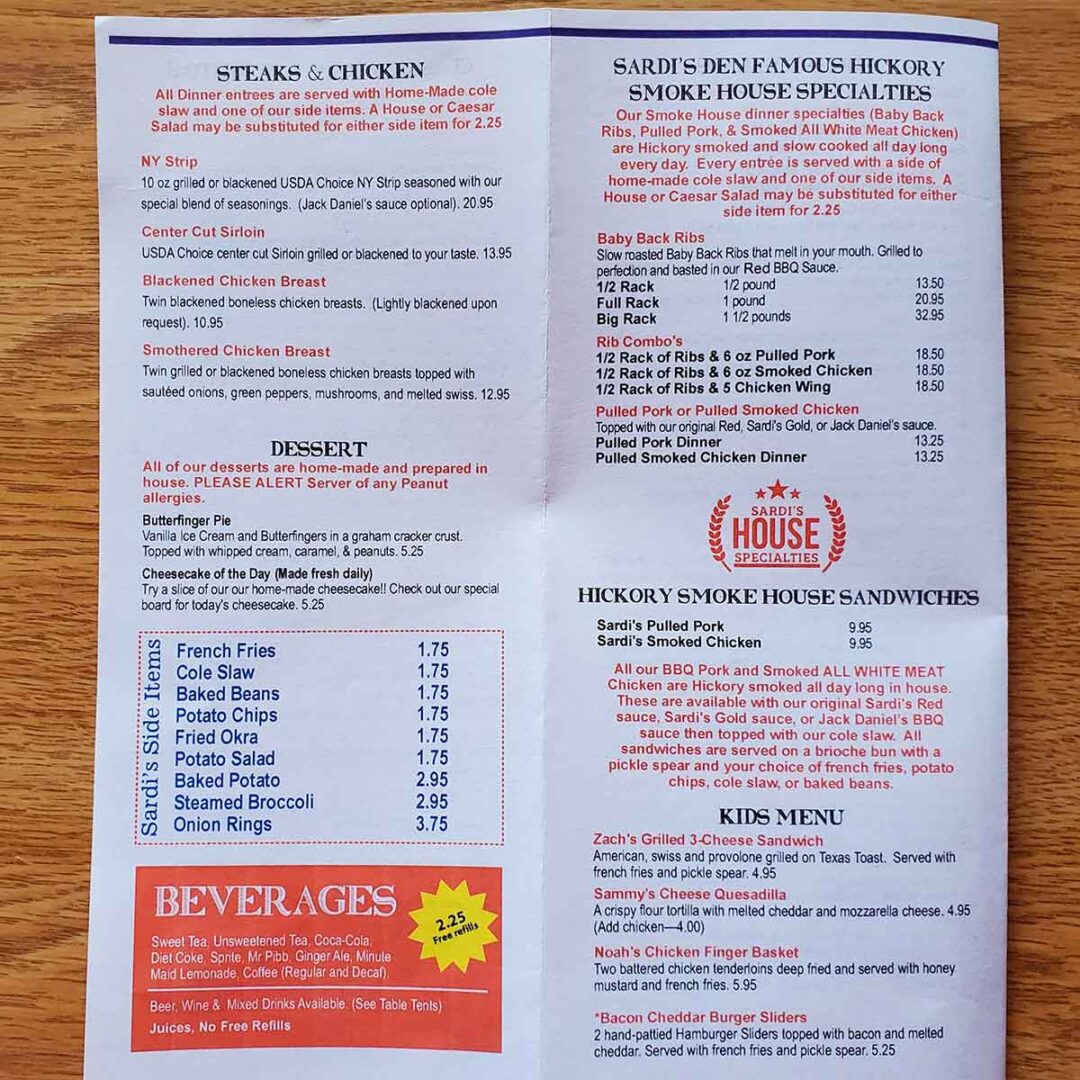 STEAKS & CHICKEN
All Dinner entrees are served with Home-Made cole
slaw and one of our side items. A House or Caesar
Salad may be substituted for either side item for 2.25
NY Strip
10 oz grilled or blackened USDA Choice NY Strip seasoned with our
special blend of seasonings. (Jack Daniel's sauce optional). 20.95
Center Cut Sirloin
USDA Choice center cut Sirloin grilled or blackened to your taste. 13.95
Blackened Chicken Breast
Twin blackened boneless chicken breasts. (Lightly blackened upon
request). 10.95
Smothered Chicken Breast
Twin grilled or blackened boneless chicken breasts topped with
sautéed onions, green peppers, mushrooms, and melted swiss. 12.95
DESSERT
All of our desserts are home-made and prepared in
house. PLEASE ALERT Server of any Peanut
allergies.
Butterfinger Pie
Vanilla Ice Cream and Butterfingers in a graham cracker crust.
Topped with whipped cream, caramel, & peanuts. 5.25
Cheesecake of the Day (Made fresh daily)
Try a slice of our our home-made cheesecake!! Check out our special
board for today's cheesecake. 5.25
Sardi's Side Items
French Fries 1.75
Cole Slaw 1.75
Baked Beans 1.75
Potato Chips 1.75
Fried Okra 1.75
Potato Salad 1.75
Baked Potato 2.95
Steamed Broccoli 2.95
Onion Rings 3.75
BEVERAGES
2.25
Free refills
Sweet Tea, Unsweetened Tea, Coca-Cola,
Diet Coke, Sprite, Mr Pibb, Ginger Ale, Minute
Maid Lemonade, Coffee (Regular and Decaf),
Beer, Wine & Mixed Drinks Available. (See Table Tents)
Juices, No Free Refills
SARDI'S DEN FAMOUS HICKORY
SMOKE HOUSE SPECIALTIES
Our Smoke House dinner specialties (Baby Back
Ribs, Pulled Pork, & Smoked All White Meat Chicken)
are Hickory smoked and slow cooked all day long
every day. Every entrée is served with a side of
home-made cole slaw and one of our side items. A
House or Caesar Salad may be substituted for either
side item for 2.25
Baby Back Ribs
Slow roasted Baby Back Ribs that melt in your mouth. Grilled to
perfection and basted in our Red BBQ Sauce.
1/2 Rack 1/2 pound 13.50
Full Rack 1 pound 20.95
Big Rack 1 1/2 pounds 32.95
Rib Combo's
1/2 Rack of Ribs & 6 oz Pulled Pork 18.50
1/2 Rack of Ribs & 6 oz Smoked Chicken 18.50
1/2 Rack of Ribs & 5 Chicken Wing 18.50
Pulled Pork or Pulled Smoked Chicken
Topped with our original Red, Sardi's Gold, or Jack Daniel's sauce.
Pulled Pork Dinner 13.25
Pulled Smoked Chicken Dinner 13.25
SARDI'S
HOUSE
SPECIALTIES
HICKORY SMOKE HOUSE SANDWICHES
Sardi's Pulled Pork 9.95
Sardi's Smoked Chicken 9.95
All our BBQ Pork and Smoked ALL WHITE MEAT
Chicken are Hickory smoked all day long in house.
These are available with our original Sardi's Red
sauce, Sardi's Gold sauce, or Jack Daniel's BBQ
sauce then topped with our cole slaw. All
sandwiches are served on a brioche bun with a
pickle spear and your choice of french fries, potato
chips, cole slaw, or baked beans.
KIDS MENU
Zach's Grilled 3-Cheese Sandwich
American, swiss and provolone grilled on Texas Toast. Served with
french fries and pickle spear. 4.95
Sammy's Cheese Quesadilla
A crispy flour tortilla with melted cheddar and mozzarella cheese. 4.95
(Add chicken—4.00)
Noah's Chicken Finger Basket
Two battered chicken tenderloins deep fried and served with honey
mustard and french fries. 5.95
*Bacon Cheddar Burger Sliders
2 hand-pattied Hamburger Sliders topped with bacon and melted
cheddar. Served with french fries and pickle spear. 5.25